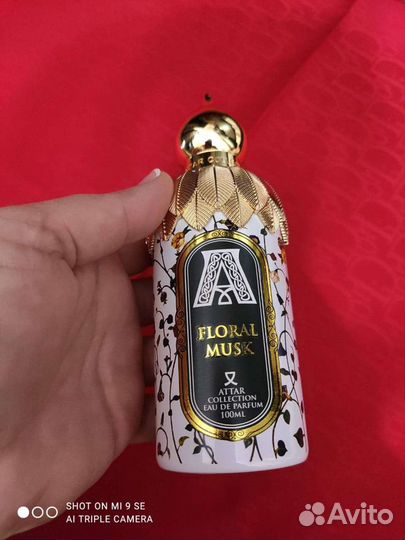 A
FLORAL
MUSK
ATTAR
COLLECTION
EAU DE PARFUM
100ML
SHOT ON MI 9 SE
AI TRIPLE CAMERA
Avito